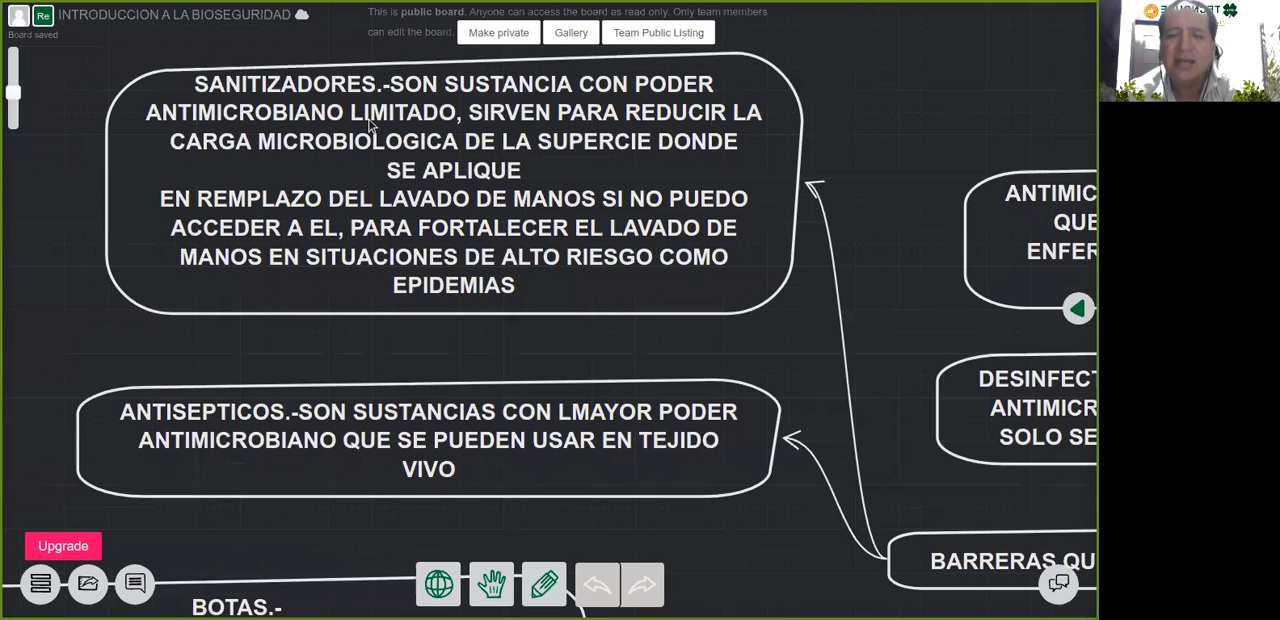 Re INTRODUCCION A LA BIOSEGURIDAD
Board saved
This is public board. Anyone can access the board as read only. Only team members
can edit the board. Make private Gallery Team Public Listing
SANITIZADORES.-SON SUSTANCIA CON PODER
ANTIMICROBIANO LIMITADO, SIRVEN PARA REDUCIR LA
CARGA MICROBIOLOGICA DE LA SUPERCIE DONDE
SE APLIQUE
EN REMPLAZO DEL LAVADO DE MANOS SI NO PUEDO
ACCEDER A EL, PARA FORTALECER EL LAVADO DE
MANOS EN SITUACIONES DE ALTO RIESGO COMO
EPIDEMIAS
ANTIMIC
QUE
ENFER
ANTISEPTICOS.-SON SUSTANCIAS CON LMAYOR PODER
ANTIMICROBIANO QUE SE PUEDEN USAR EN TEJIDO
VIVO
DESINFECT
ANTIMICR
SOLO SE
BARRERAS QU
Upgrade
BOTAS.-